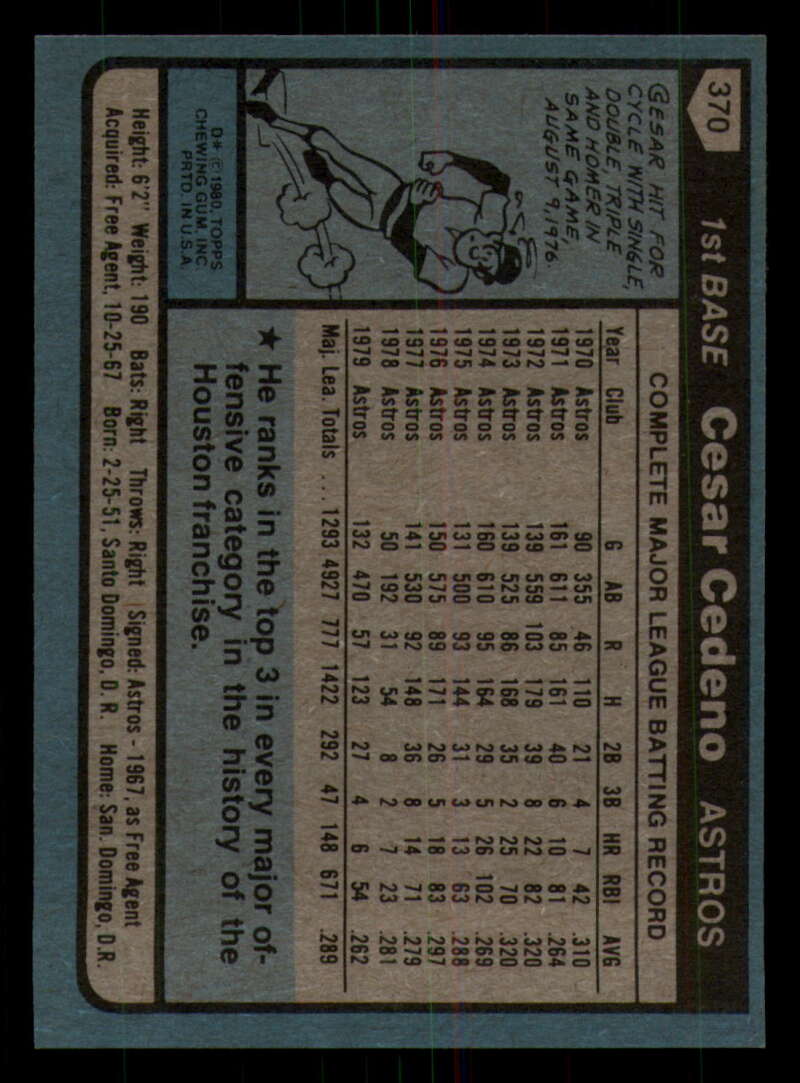 370 1st BASE Cesar Cedeno ASTROS
CESAR HIT FOR
CYCLE WITH SINGLE,
DOUBLE, TRIPLE
AND HOMER IN
SAME GAME,
AUGUST 9, 1976.
D* © 1980 TOPPS
CHEWING GUM, INC.
PRTD. IN U.S.A.
COMPLETE MAJOR LEAGUE BATTING RECORD
Year Club G AB R H 2B 3B HR RBI AVG
1970 Astros 90 355 46 110 21 4 7 42 .310
1971 Astros 161 611 85 161 40 6 10 81 .264
1972 Astros 139 559 103 179 39 8 22 82 .320
1973 Astros 139 525 86 168 35 2 25 70 .320
1974 Astros 160 610 95 164 29 5 26 102 .269
1975 Astros 131 500 93 144 31 3 13 63 .288
1976 Astros 150 575 89 171 26 5 18 83 .297
1977 Astros 141 530 92 148 36 8 14 71 .279
1978 Astros 50 192 31 54 8 2 7 23 .281
1979 Astros 132 470 57 123 27 4 6 54 .262
Maj. Lea. Totals .... 1293 4927 777 1422 292 47 148 671 .289
★ He ranks in the top 3 in every major of-
fensive category in the history of the
Houston franchise.
Height: 6'2" Weight: 190 Bats: Right Throws: Right Signed: Astros - 1967, as Free Agent
Acquired: Free Agent, 10-25-67 Born: 2-25-51, Santo Domingo, D.R. Home: San. Domingo, D.R.